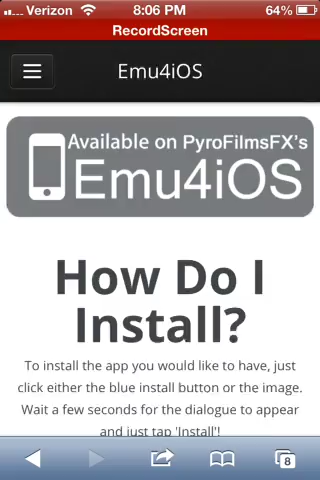 Verizon 8:06 PM 64%
RecordScreen
Emu4iOS
Available on PyroFilmsFX's
Emu4iOS
How Do I
Install?
To install the app you would like to have, just
click either the blue install button or the image.
Wait a few seconds for the dialogue to appear
and just tap 'Install'!
8